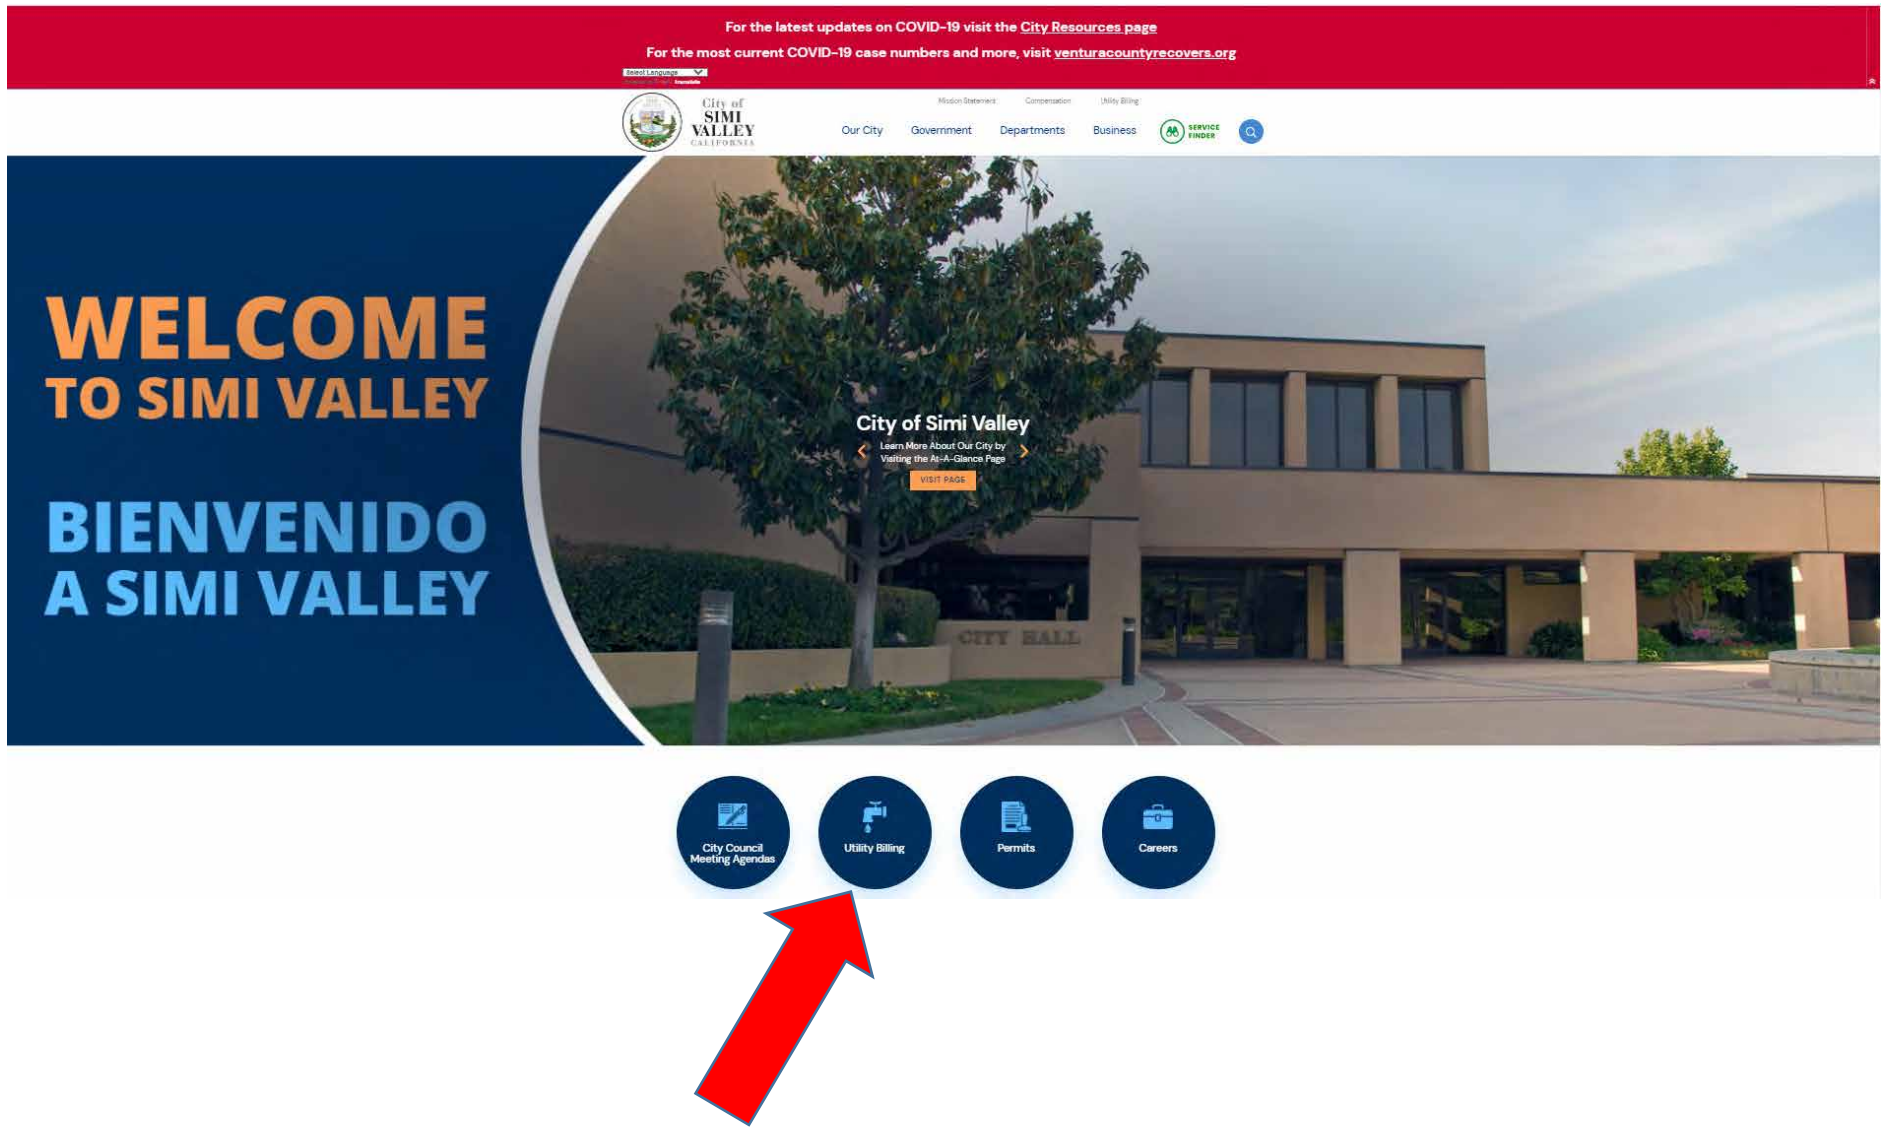 For the latest updates on COVID-19 visit the City Resources page
For the most current COVID-19 case numbers and more, visit venturacountyrecovers.org
Select Language
Translate
City of
SIMI
VALLEY
CALIFORNIA
Mission Statement Compensation Utility Billing
Our City Government Departments Business
SERVICE
FINDER
WELCOME
TO SIMI VALLEY
BIENVENIDO
A SIMI VALLEY
City of Simi Valley
Learn More About Our City by
Visiting the At-A-Glance Page
VISIT PAGE
CITY HALL
City Council
Meeting Agendas
Utility Billing
Permits
Careers